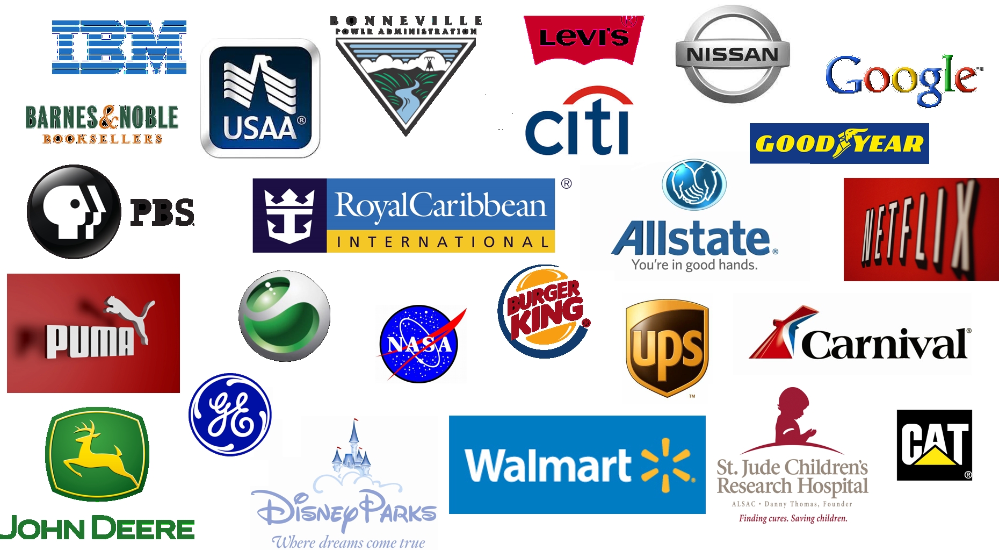 IBM
BONNEVILLE
POWER ADMINISTRATION
LEVI'S®
NISSAN
Google™
BARNES&NOBLE
BOOKSELLERS
USAA®
citi
GOODYEAR
PBS.
RoyalCaribbean®
INTERNATIONAL
Allstate®
You're in good hands.
NETFLIX
PUMA
NASA
BURGER
KING®
ups
™
Carnival®
GE
JOHN DEERE
DISNEY PARKS
Where dreams come true
Walmart
St. Jude Children's
Research Hospital
ALSAC • Danny Thomas, Founder
Finding cures. Saving children.
CAT®